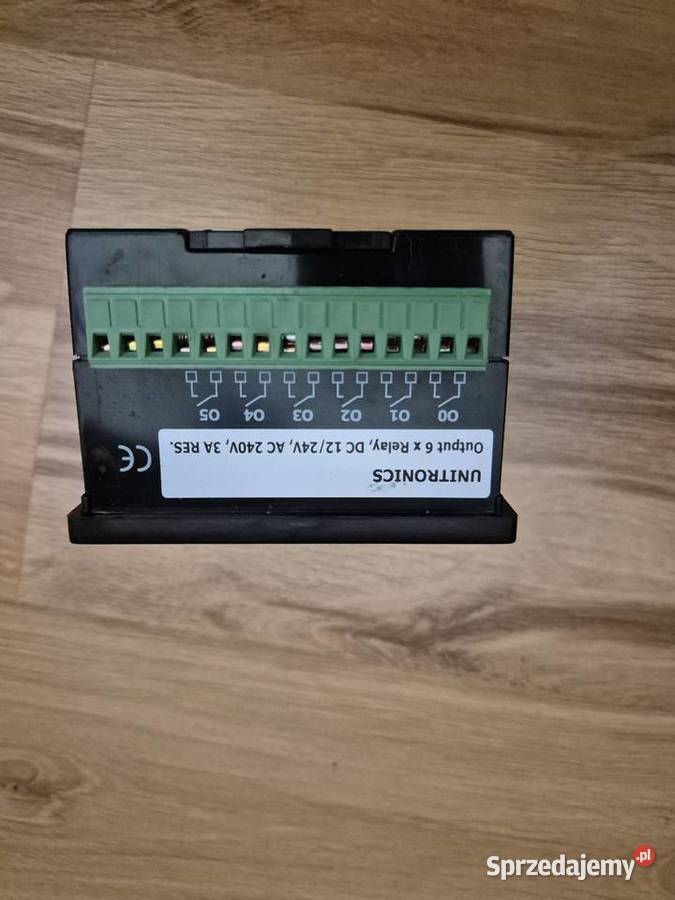 UNITRONICS
Output 6 x Relay, DC 12/24V, AC 240V, 3A RES.
CE
O0 O1 O2 O3 O4 O5
Sprzedajemy.pl